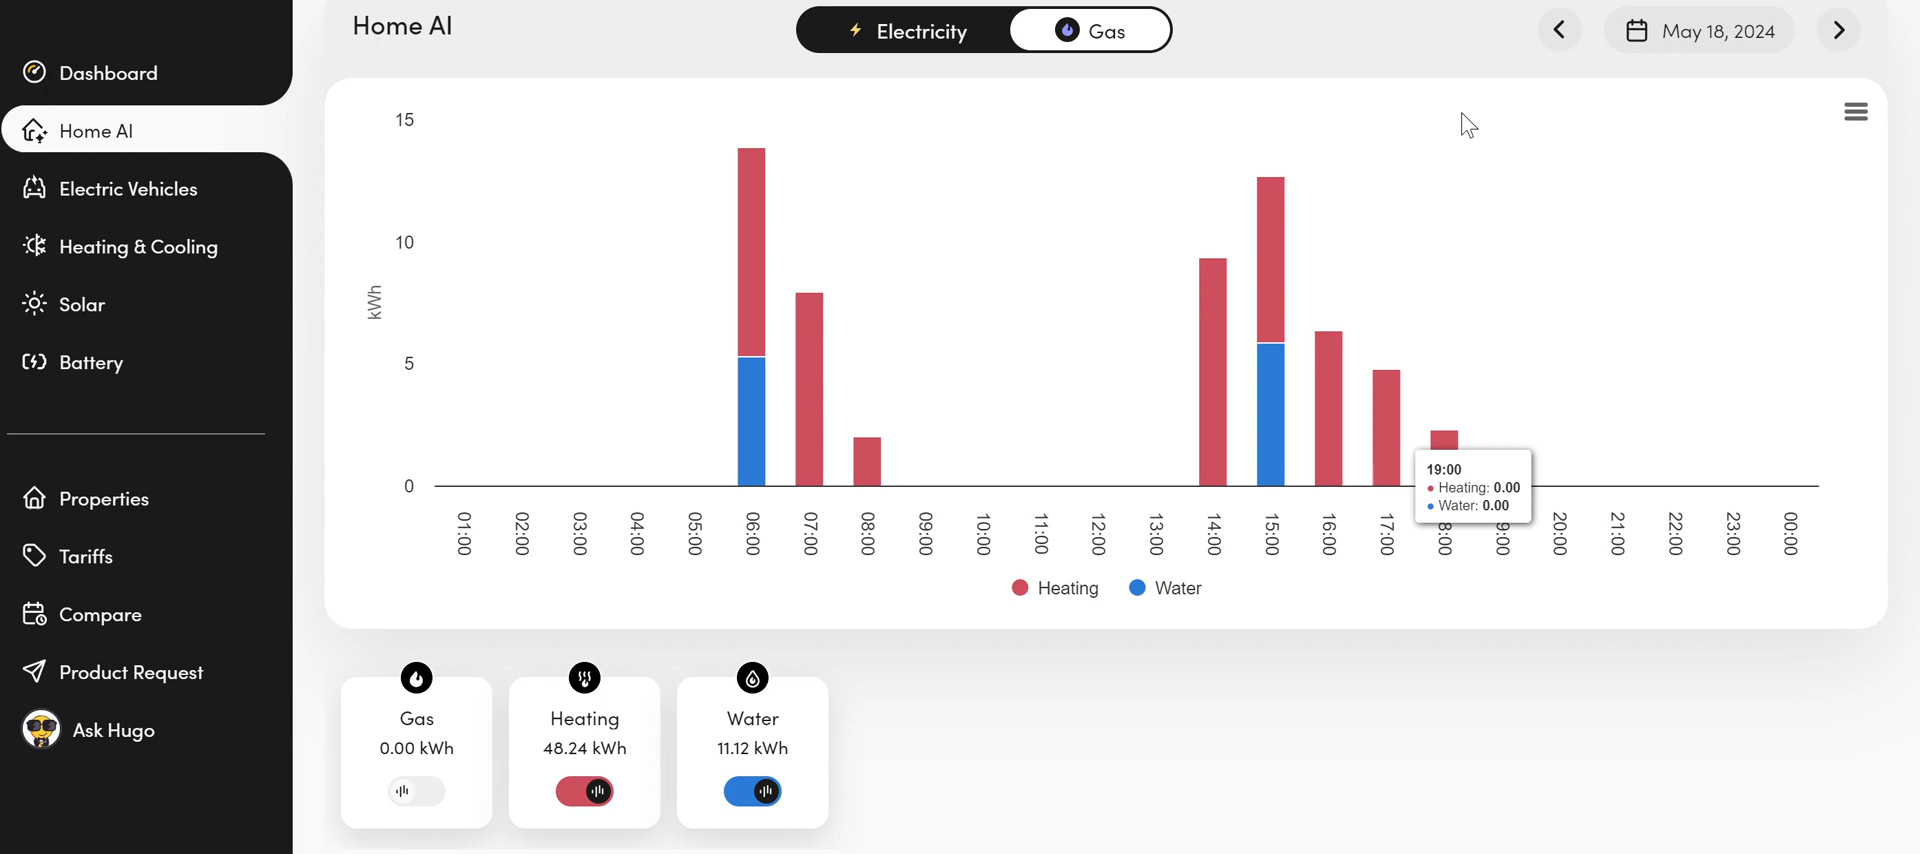 Dashboard
Home AI
Electric Vehicles
Heating & Cooling
Solar
Battery
Properties
Tariffs
Compare
Product Request
Ask Hugo
Home AI
Electricity
Gas
May 18, 2024
15
10
5
0
kWh
01:00
02:00
03:00
04:00
05:00
06:00
07:00
08:00
09:00
10:00
11:00
12:00
13:00
14:00
15:00
16:00
17:00
8:00
9:00
20:00
21:00
22:00
23:00
00:00
19:00
Heating: 0.00
Water: 0.00
Heating
Water
Gas
0.00 kWh
Heating
48.24 kWh
Water
11.12 kWh